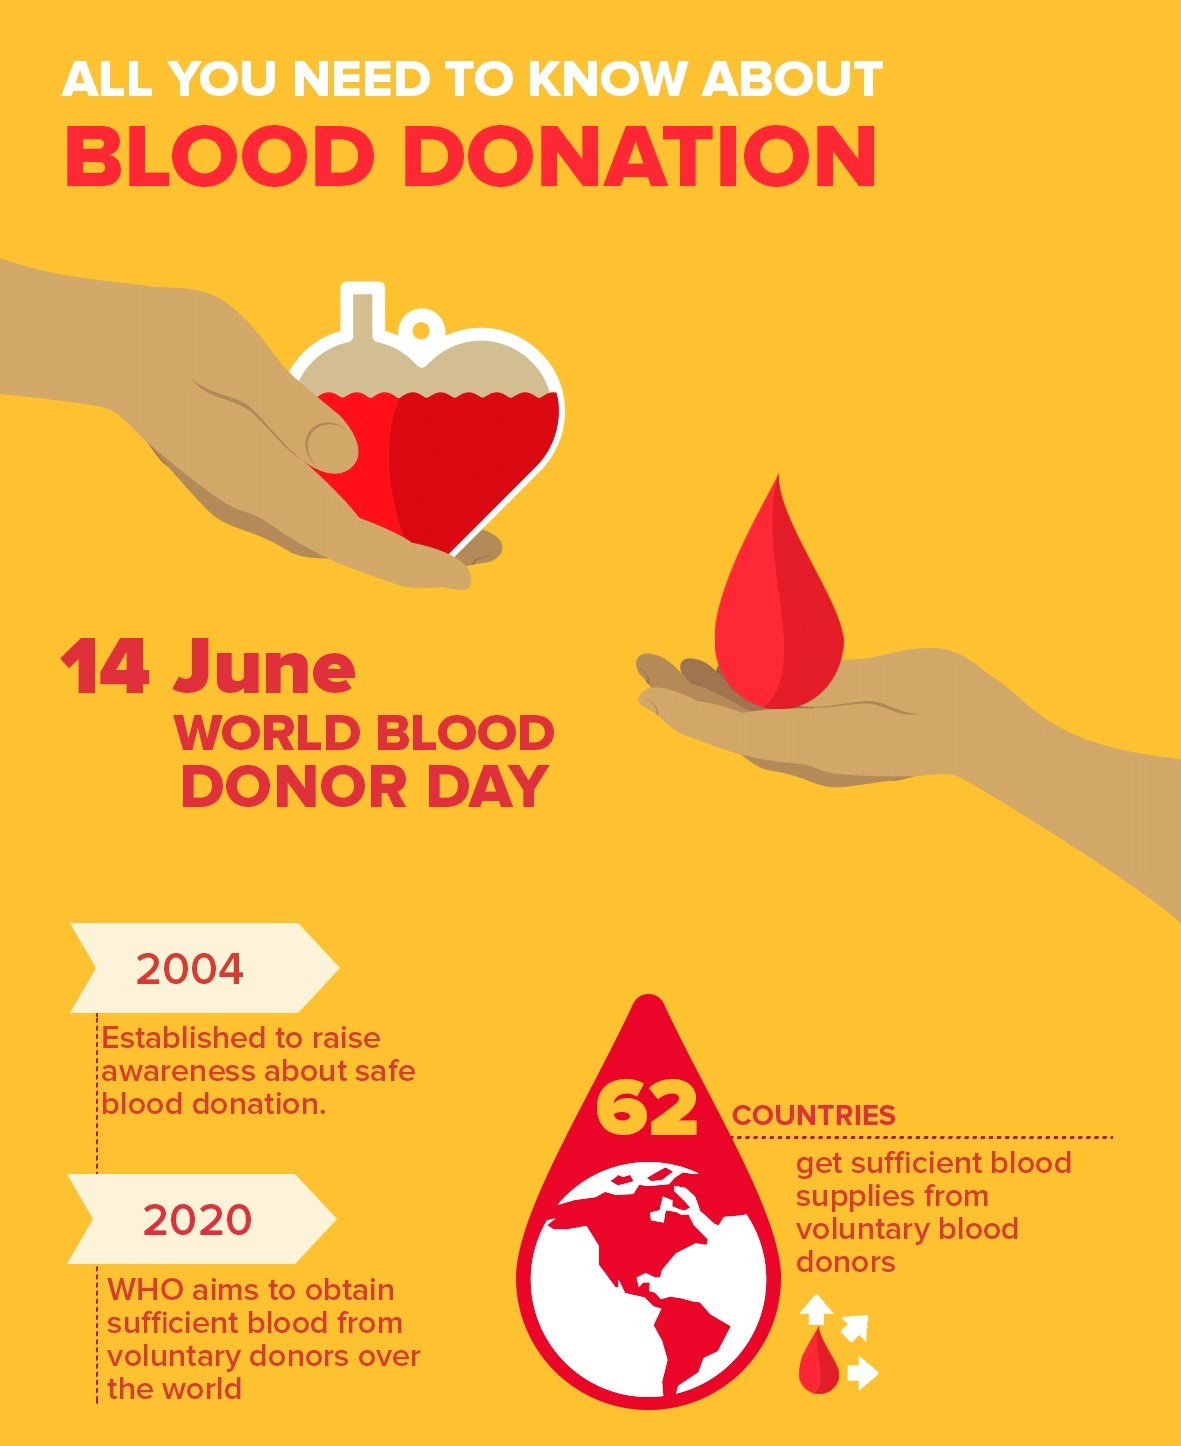 ALL YOU NEED TO KNOW ABOUT
BLOOD DONATION
14 June
WORLD BLOOD
DONOR DAY
2004
Established to raise
awareness about safe
blood donation.
2020
WHO aims to obtain
sufficient blood from
voluntary donors over
the world
62
COUNTRIES
get sufficient blood
supplies from
voluntary blood
donors